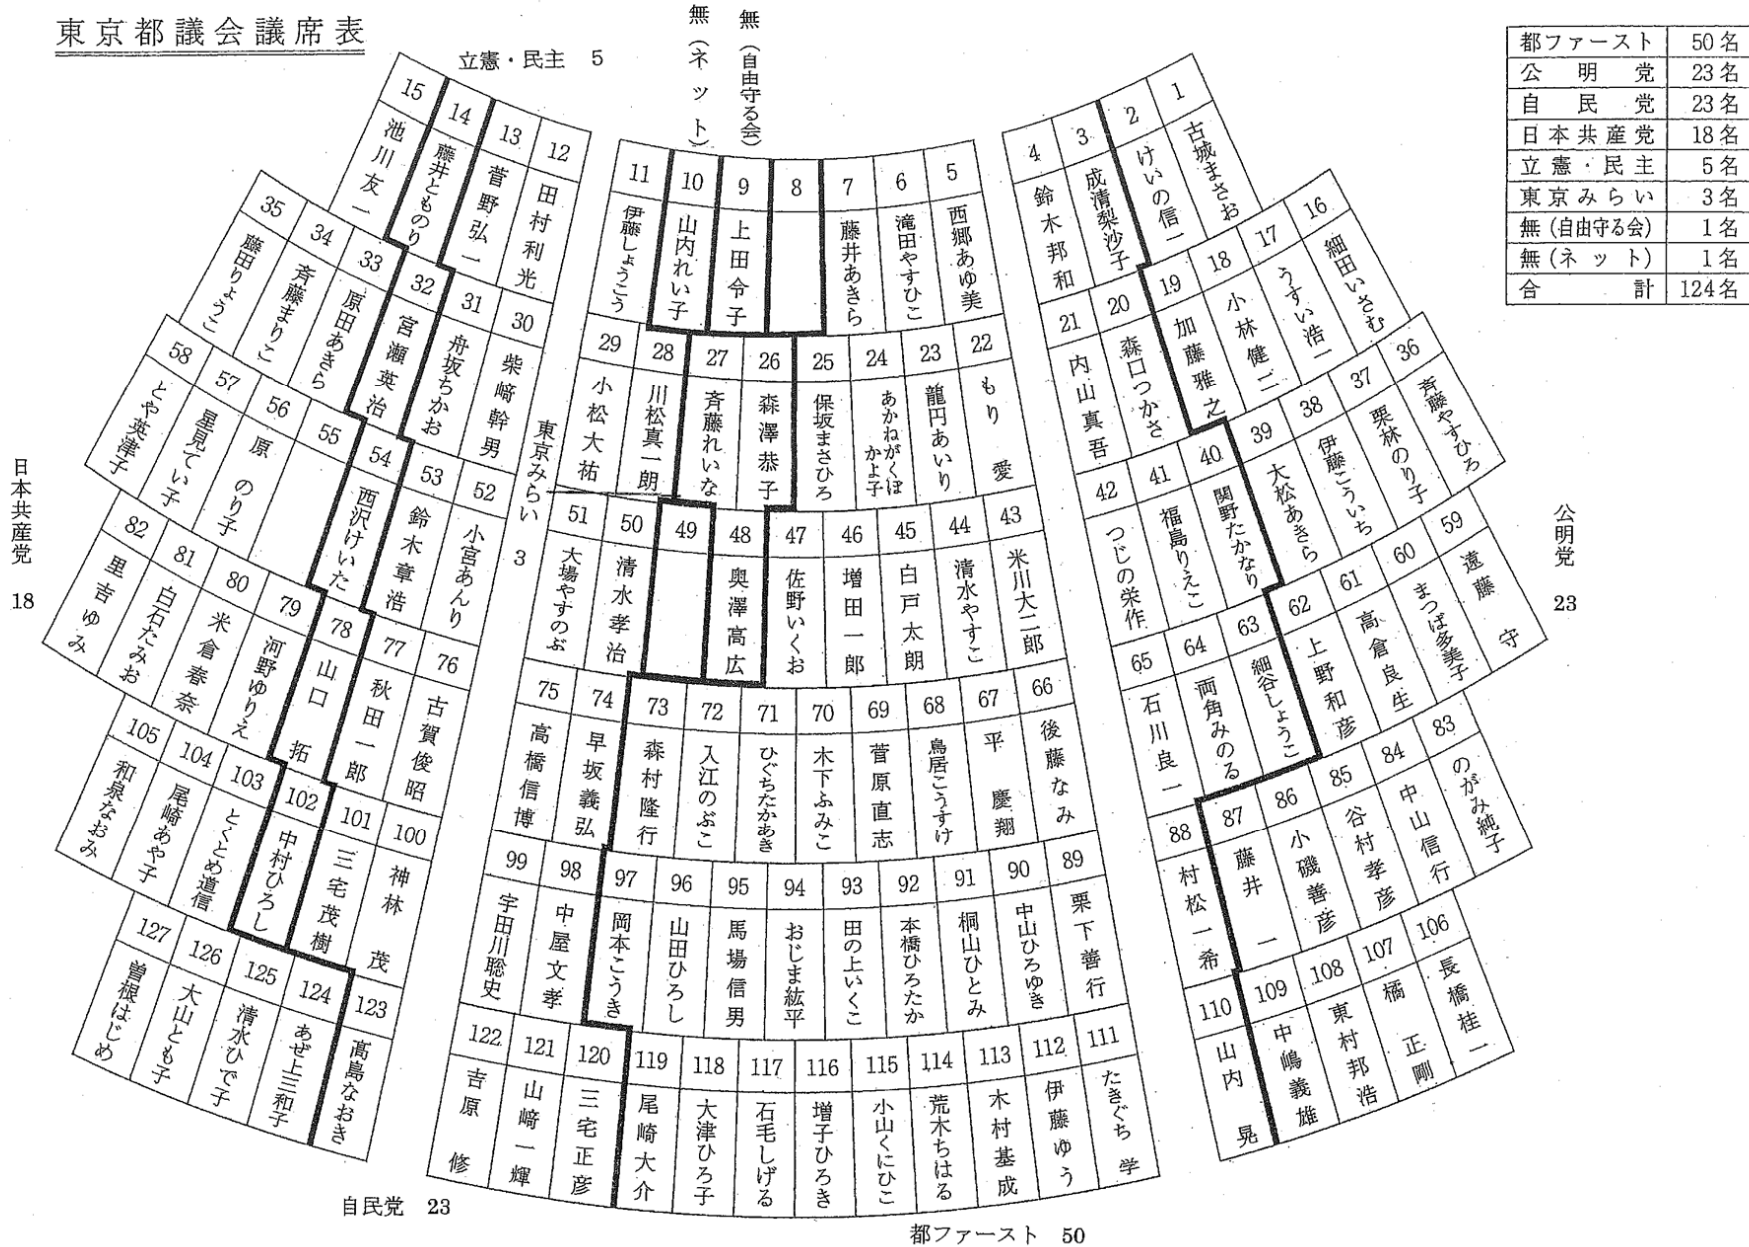 東京都議会議席表
立憲・民主 5
無(ネット)
無(自由守る会)
都ファースト 50名
公明党 23名
自民党 23名
日本共産党 18名
立憲・民主 5名
東京みらい 3名
無(自由守る会) 1名
無(ネット) 1名
合計 124名
1 古城まさお
2 けいの信一
3 成清梨沙子
4 鈴木邦和
5 西郷あゆ美
6 滝田やすひこ
7 藤井あきら
8
9 上田令子
10 山内れい子
11 伊藤しょうこう
12 田村利光
13 菅野弘一
14 藤井とものり
15 池川友一
16 細田いさむ
17 うすい浩一
18 小林健二
19 加藤雅之
20 森口つかさ
21 内山真吾
22 もり愛
23 龍円あいり
24 あかねがくぼかよ子
25 保坂まさひろ
26 森澤恭子
27 斉藤れいな
28 川松真一朗
29 小松大祐
30 柴﨑幹男
31 舟坂ちかお
32 宮瀬英治
33 原田あきら
34 斉藤まりこ
35 藤田りょうこ
36 斉藤やすひろ
37 栗林のり子
38 伊藤こういち
39 大松あきら
40 関野たかなり
41 福島りえこ
42 つじの栄作
43 米川大二郎
44 清水やすこ
45 白戸太朗
46 増田一郎
47 佐野いくお
48 奥澤高広
49
50 清水孝治
51 大場やすのぶ
52 小宮あんり
53 鈴木章浩
54 西沢けいた
55
56 原のり子
57 星見てい子
58 とや英津子
59 遠藤守
60 まつば多美子
61 高倉良生
62 上野和彦
63 細谷しょうこ
64 両角みのる
65 石川良一
66 後藤なみ
67 平慶翔
68 鳥居こうすけ
69 菅原直志
70 木下ふみこ
71 ひぐちたかあき
72 入江のぶこ
73 森村隆行
74 早坂義弘
75 高橋信博
76 古賀俊昭
77 秋田一郎
78 山口拓
79 河野ゆりえ
80 米倉春奈
81 白石たみお
82 里吉ゆみ
83 のがみ純子
84 中山信行
85 谷村孝彦
86 小磯善彦
87 藤井一
88 村松一希
89 栗下善行
90 中山ひろゆき
91 桐山ひとみ
92 本橋ひろたか
93 田の上いくこ
94 おじま紘平
95 馬場信男
96 山田ひろし
97 岡本こうき
98 中屋文孝
99 宇田川聡史
100 神林茂
101 三宅茂樹
102 中村ひろし
103 とくとめ道信
104 尾崎あや子
105 和泉なおみ
106 長橋桂一
107 橘正剛
108 東村邦浩
109 中嶋義雄
110 山内晃
111 たきぐち学
112 伊藤ゆう
113 木村基成
114 荒木ちはる
115 小山くにひこ
116 増子ひろき
117 石毛しげる
118 大津ひろ子
119 尾崎大介
120 三宅正彦
121 山﨑一輝
122 吉原修
123 髙島なおき
124 あぜ上三和子
125 清水ひで子
126 大山とも子
127 曽根はじめ
東京みらい 3
日本共産党 18
公明党 23
自民党 23
都ファースト 50